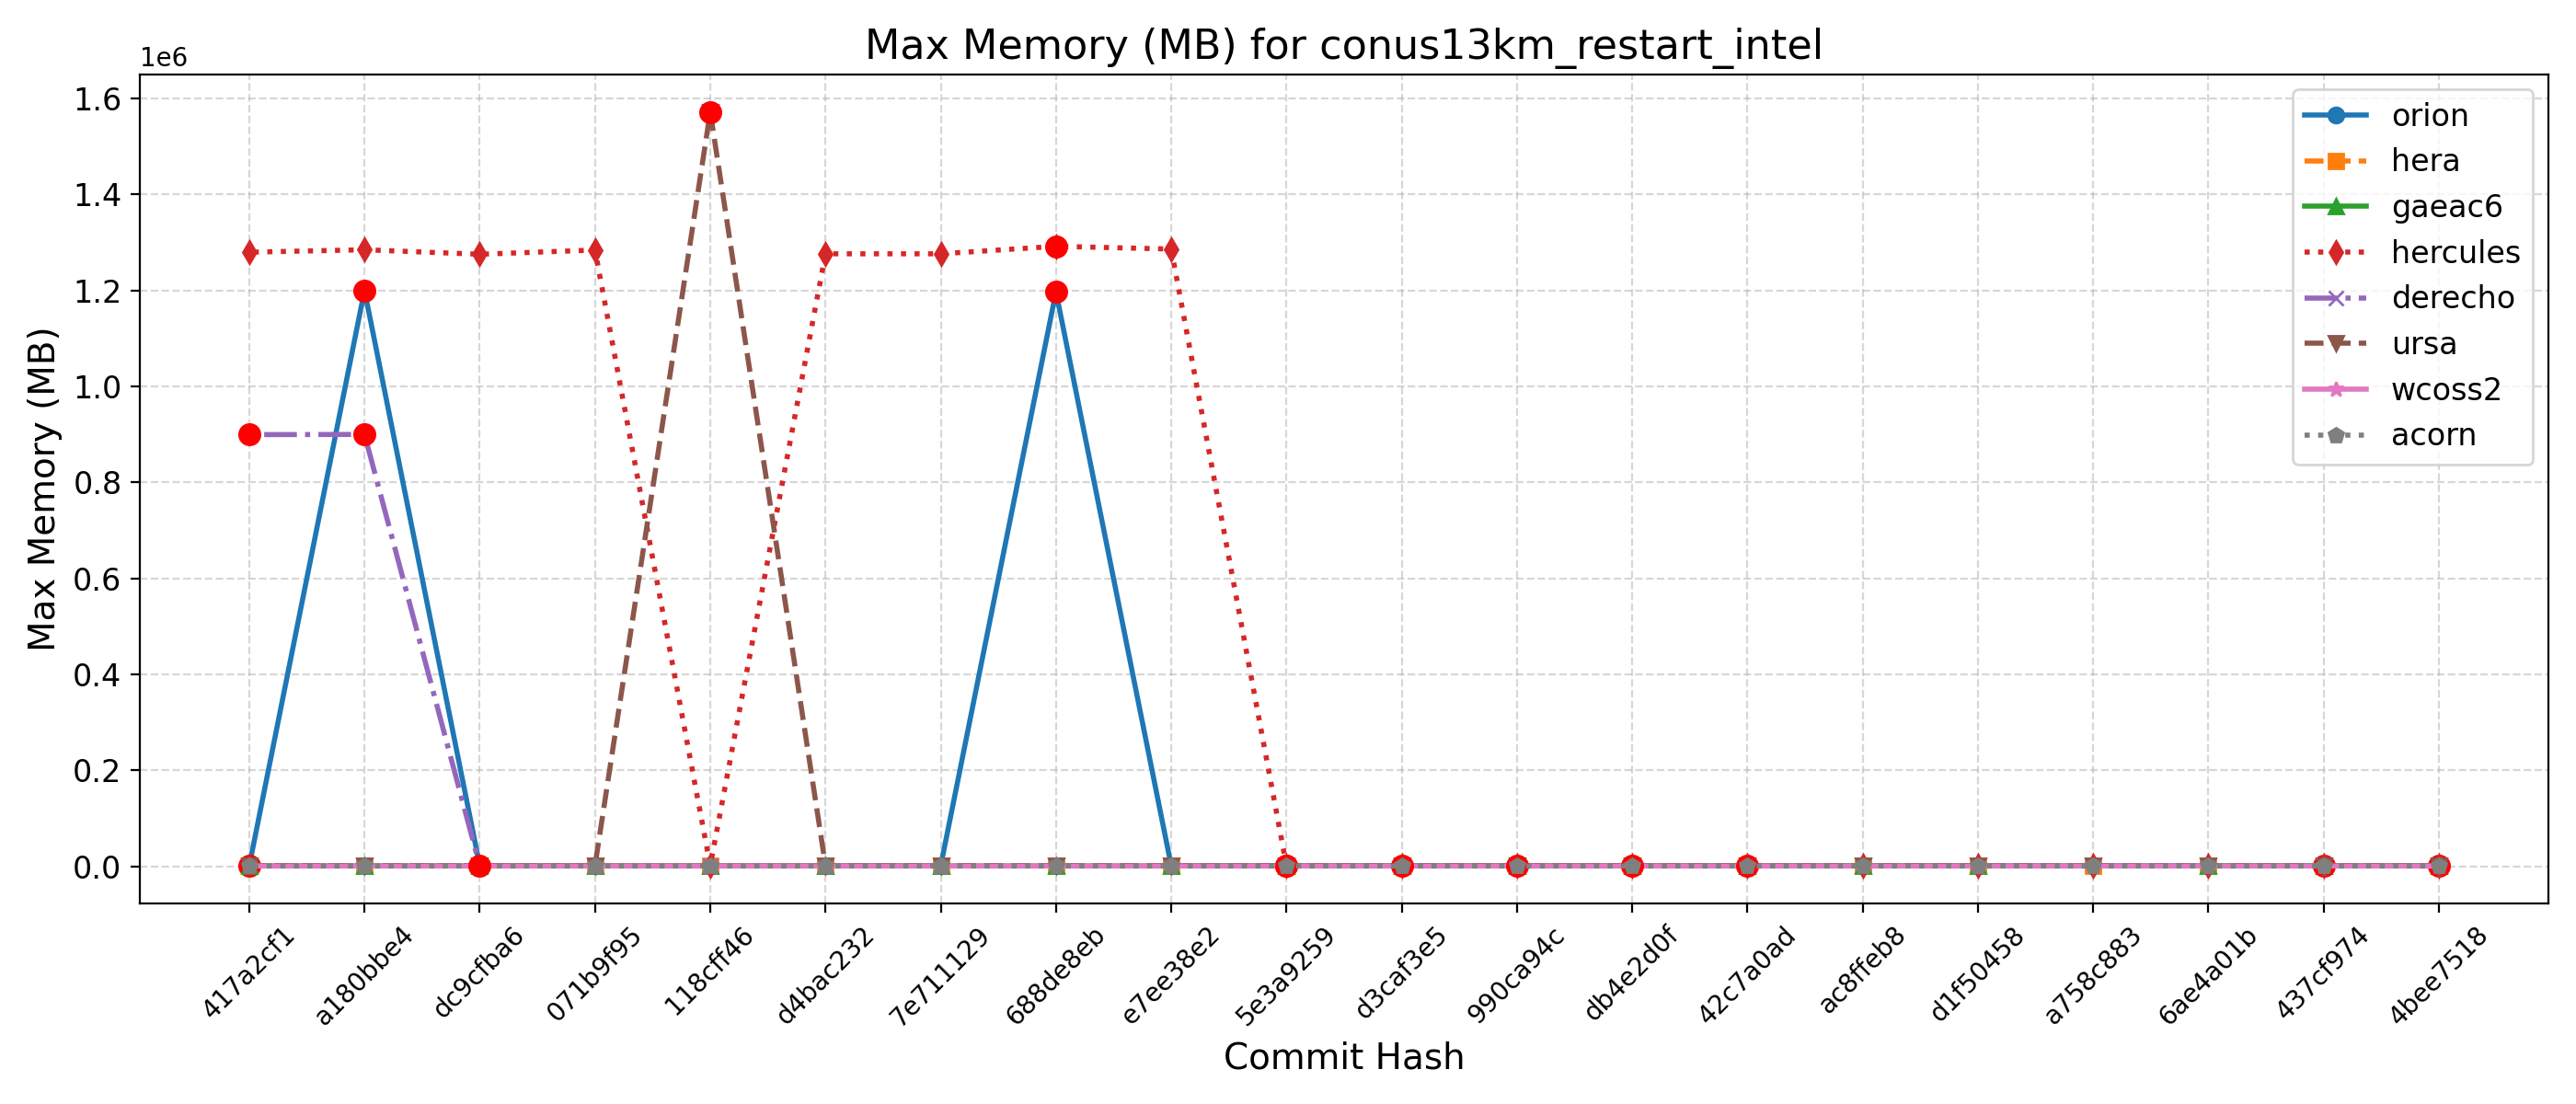 Max Memory (MB) for conus13km_restart_intel
1e6
1.6
1.4
1.2
1.0
0.8
0.6
0.4
0.2
0.0
Max Memory (MB)
orion
hera
gaeac6
hercules
derecho
ursa
wcoss2
acorn
417a2cf1
a180bbe4
dc9cfba6
071b9f95
118cff46
d4bac232
7e711129
688de8eb
e7ee38e2
5e3a9259
d3caf3e5
990ca94c
db4e2d0f
42c7a0ad
ac8ffeb8
d1f50458
a758c883
6ae4a01b
437cf974
4bee7518
Commit Hash